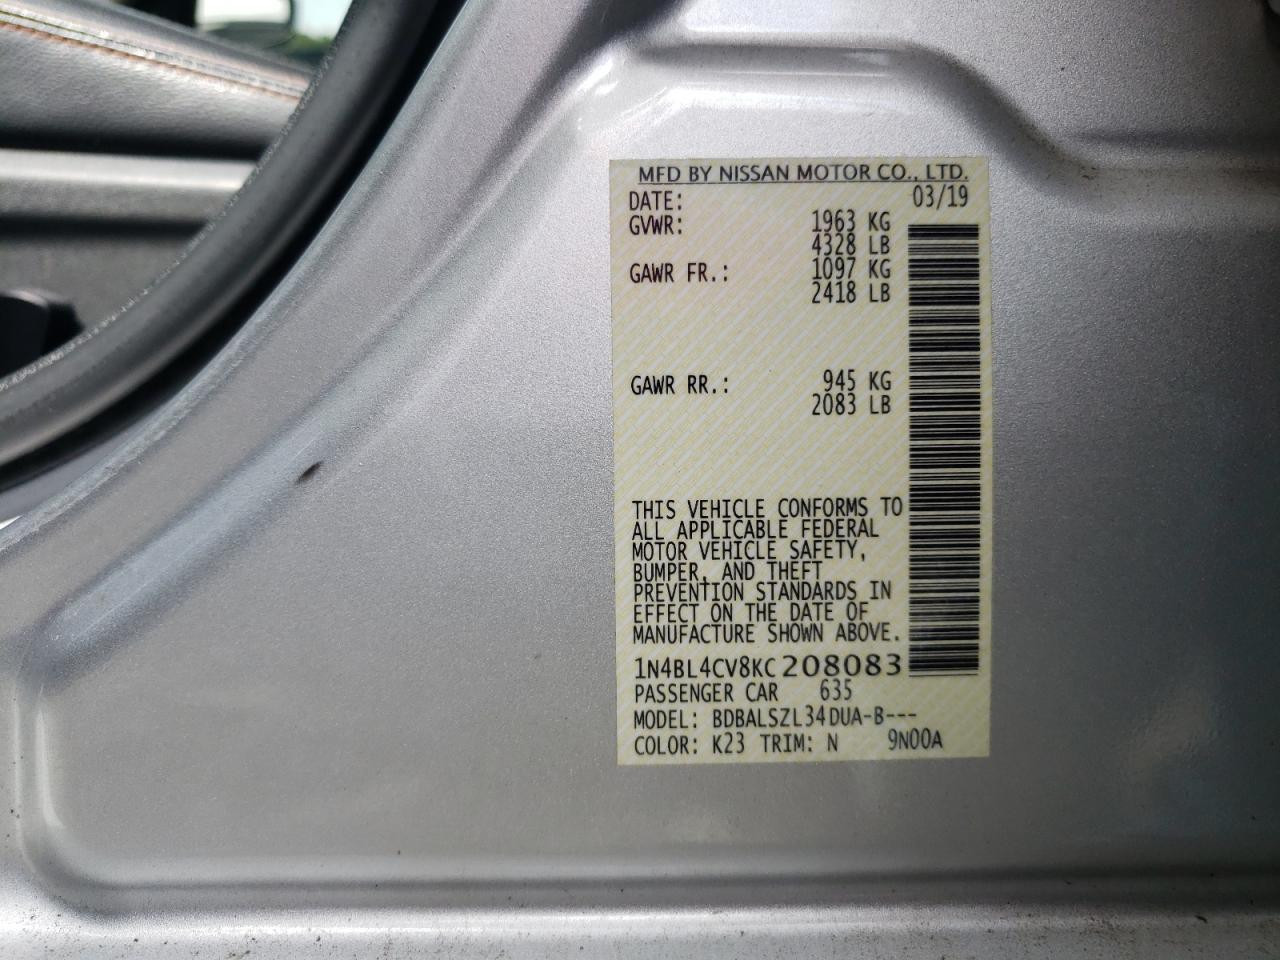 MFD BY NISSAN MOTOR CO., LTD.
DATE: 03/19
GVWR: 1963 KG
4328 LB
GAWR FR.: 1097 KG
2418 LB
GAWR RR.: 945 KG
2083 LB
THIS VEHICLE CONFORMS TO
ALL APPLICABLE FEDERAL
MOTOR VEHICLE SAFETY,
BUMPER, AND THEFT
PREVENTION STANDARDS IN
EFFECT ON THE DATE OF
MANUFACTURE SHOWN ABOVE.
1N4BL4CV8KC208083
PASSENGER CAR 635
MODEL: BDBALSZL34DUA-B---
COLOR: K23 TRIM: N 9N00A